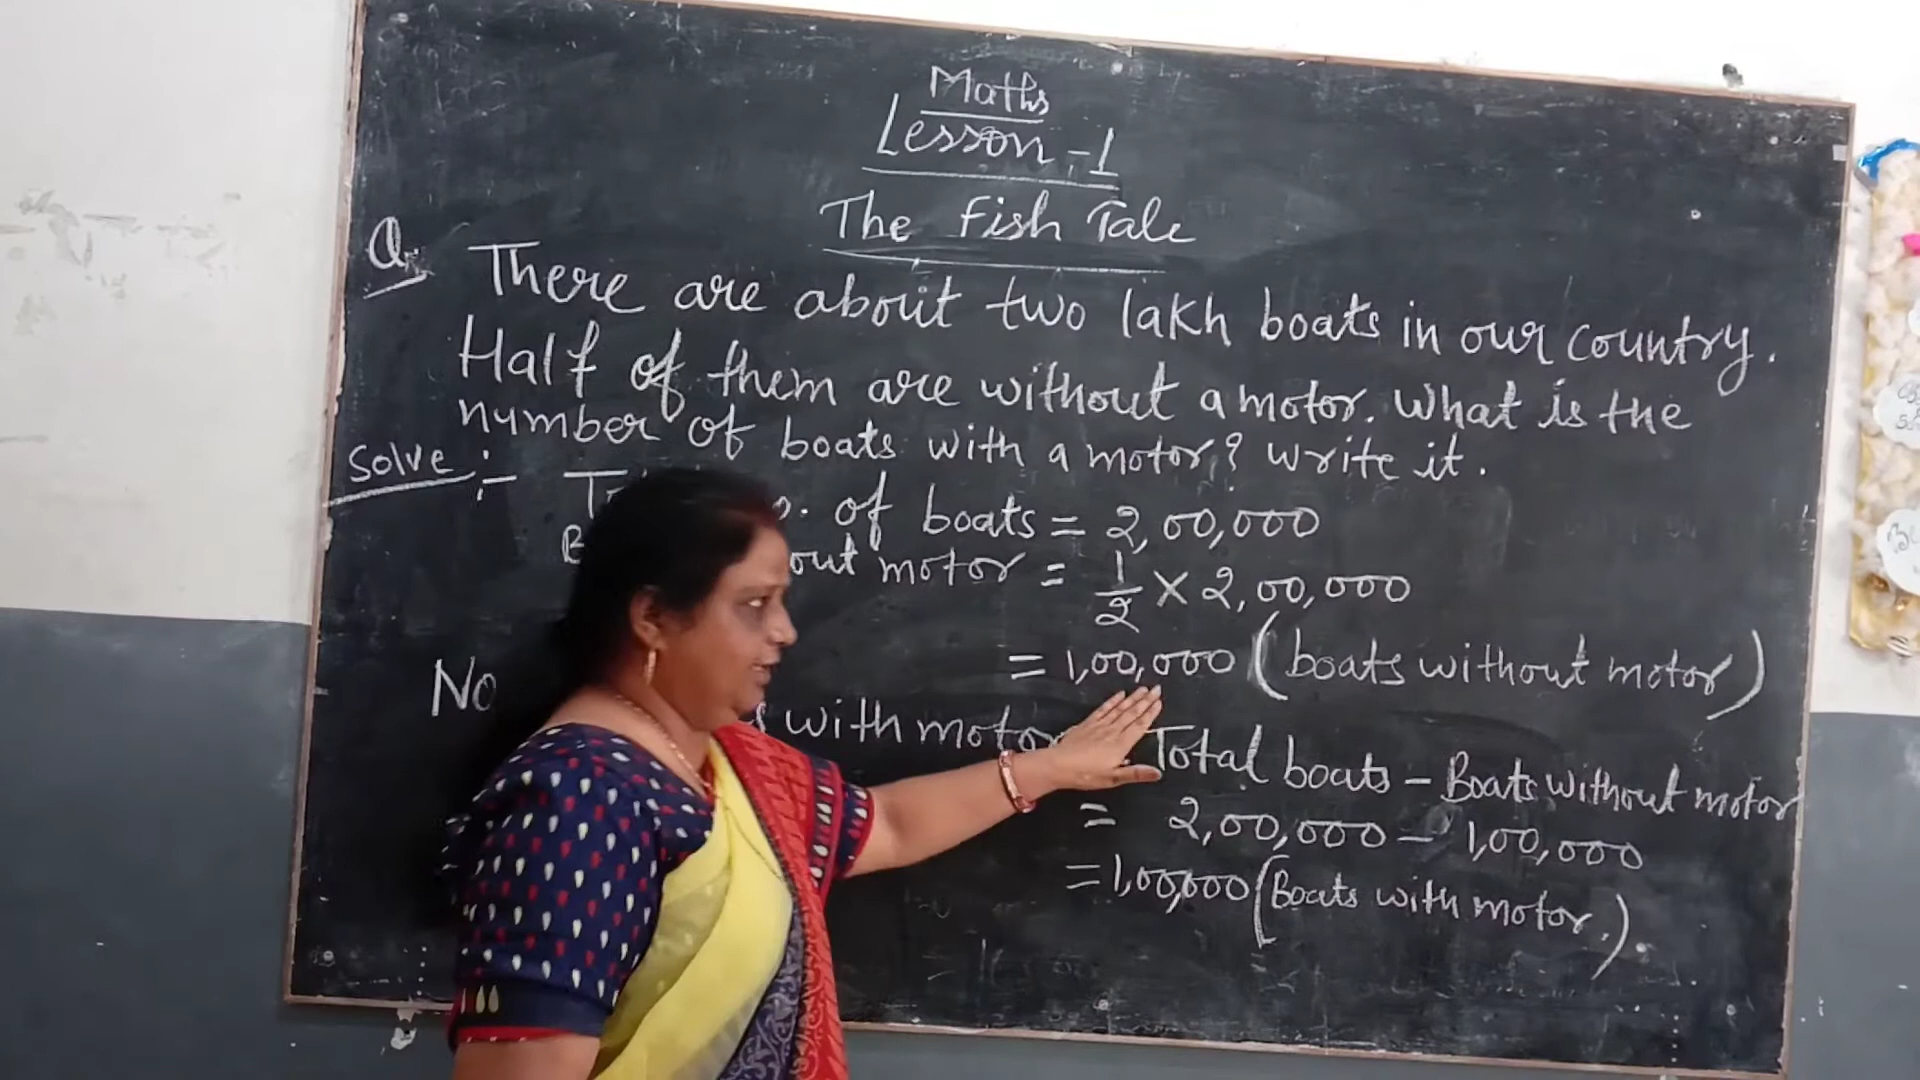 Maths
Lesson-1
The Fish Tale
Q. There are about two lakh boats in our country.
Half of them are without a motor. What is the
number of boats with a motor? Write it.
Solve :- of boats = 2,00,000
motor = 1/2 × 2,00,000
= 1,00,000 (boats without motor)
with motor Total boats - Boats without motor
= 2,00,000 - 1,00,000
= 1,00,000 (Boats with motor.).